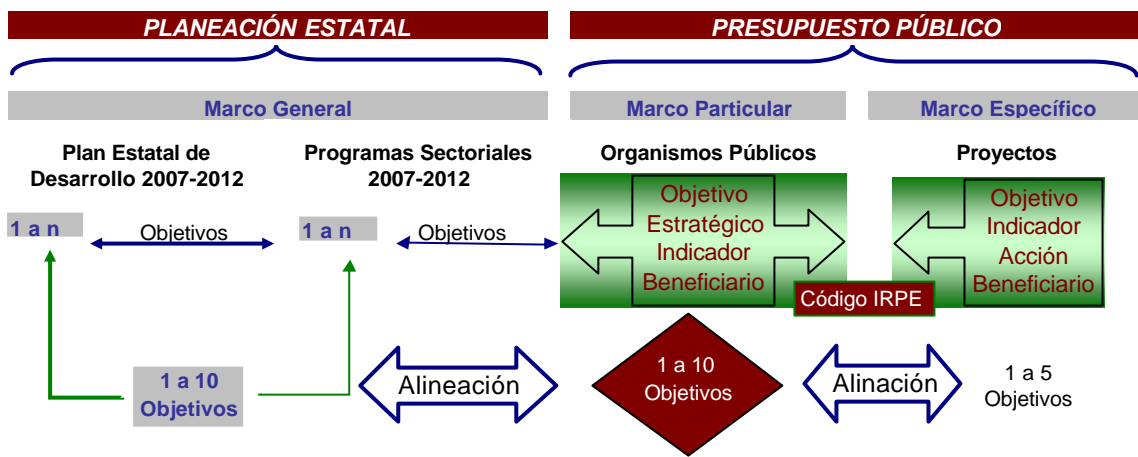 PLANEACIÓN ESTATAL
PRESUPUESTO PÚBLICO
Marco General
Marco Particular
Marco Específico
Plan Estatal de
Desarrollo 2007-2012
Programas Sectoriales
2007-2012
Organismos Públicos
Proyectos
1 a n
Objetivos
1 a n
Objetivos
Objetivo
Estratégico
Indicador
Beneficiario
Objetivo
Indicador
Acción
Beneficiario
Código IRPE
1 a 10
Objetivos
Alineación
1 a 10
Objetivos
Alinación
1 a 5
Objetivos